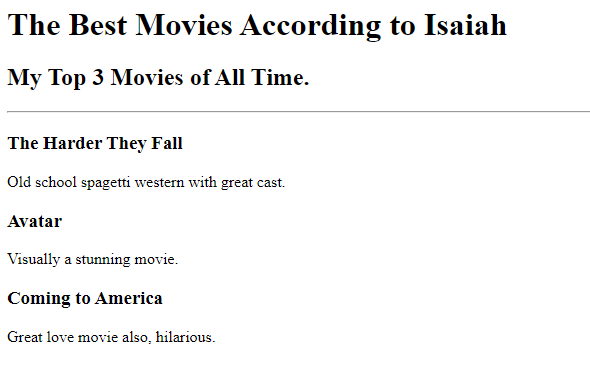 The Best Movies According to Isaiah
My Top 3 Movies of All Time.
The Harder They Fall
Old school spagetti western with great cast.
Avatar
Visually a stunning movie.
Coming to America
Great love movie also, hilarious.